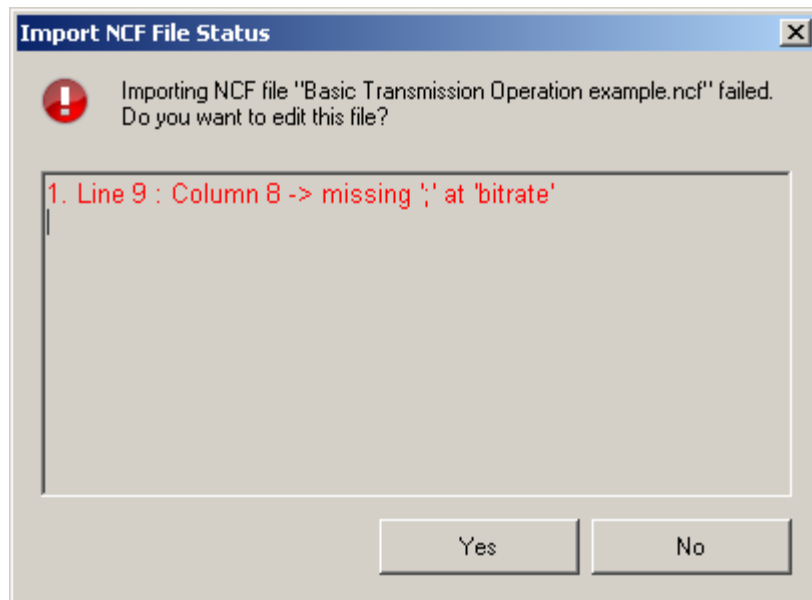 Import NCF File Status
Importing NCF file "Basic Transmission Operation example.ncf" failed.
Do you want to edit this file?
1. Line 9 : Column 8 -> missing ';' at 'bitrate'
Yes
No